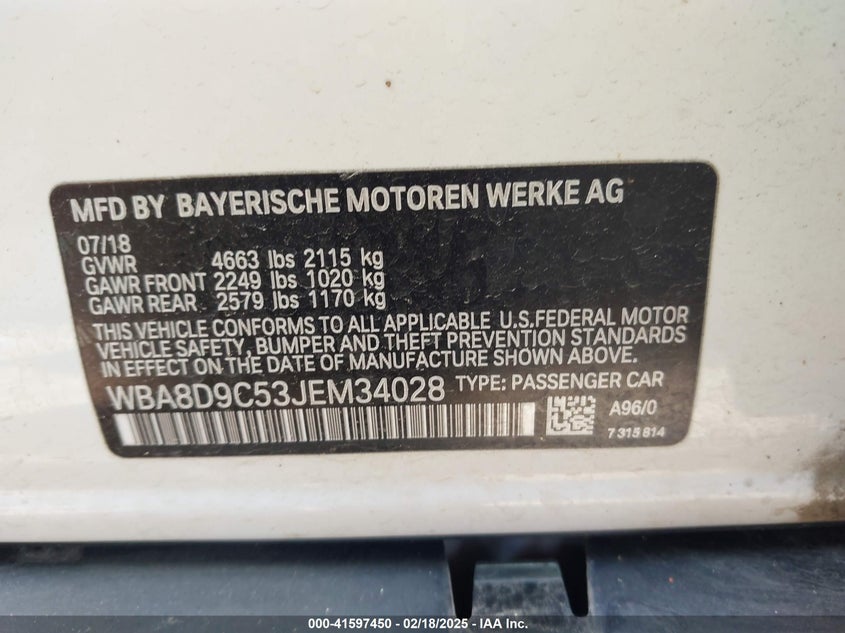 MFD BY BAYERISCHE MOTOREN WERKE AG
07/18
GVWR 4663 lbs 2115 kg
GAWR FRONT 2249 lbs 1020 kg
GAWR REAR 2579 lbs 1170 kg
THIS VEHICLE CONFORMS TO ALL APPLICABLE U.S.FEDERAL MOTOR
VEHICLE SAFETY, BUMPER AND THEFT PREVENTION STANDARDS
IN EFFECT ON THE DATE OF MANUFACTURE SHOWN ABOVE.
WBA8D9C53JEM34028 TYPE: PASSENGER CAR
A96/0
7 315 814
000-41597450 - 02/18/2025 - IAA Inc.